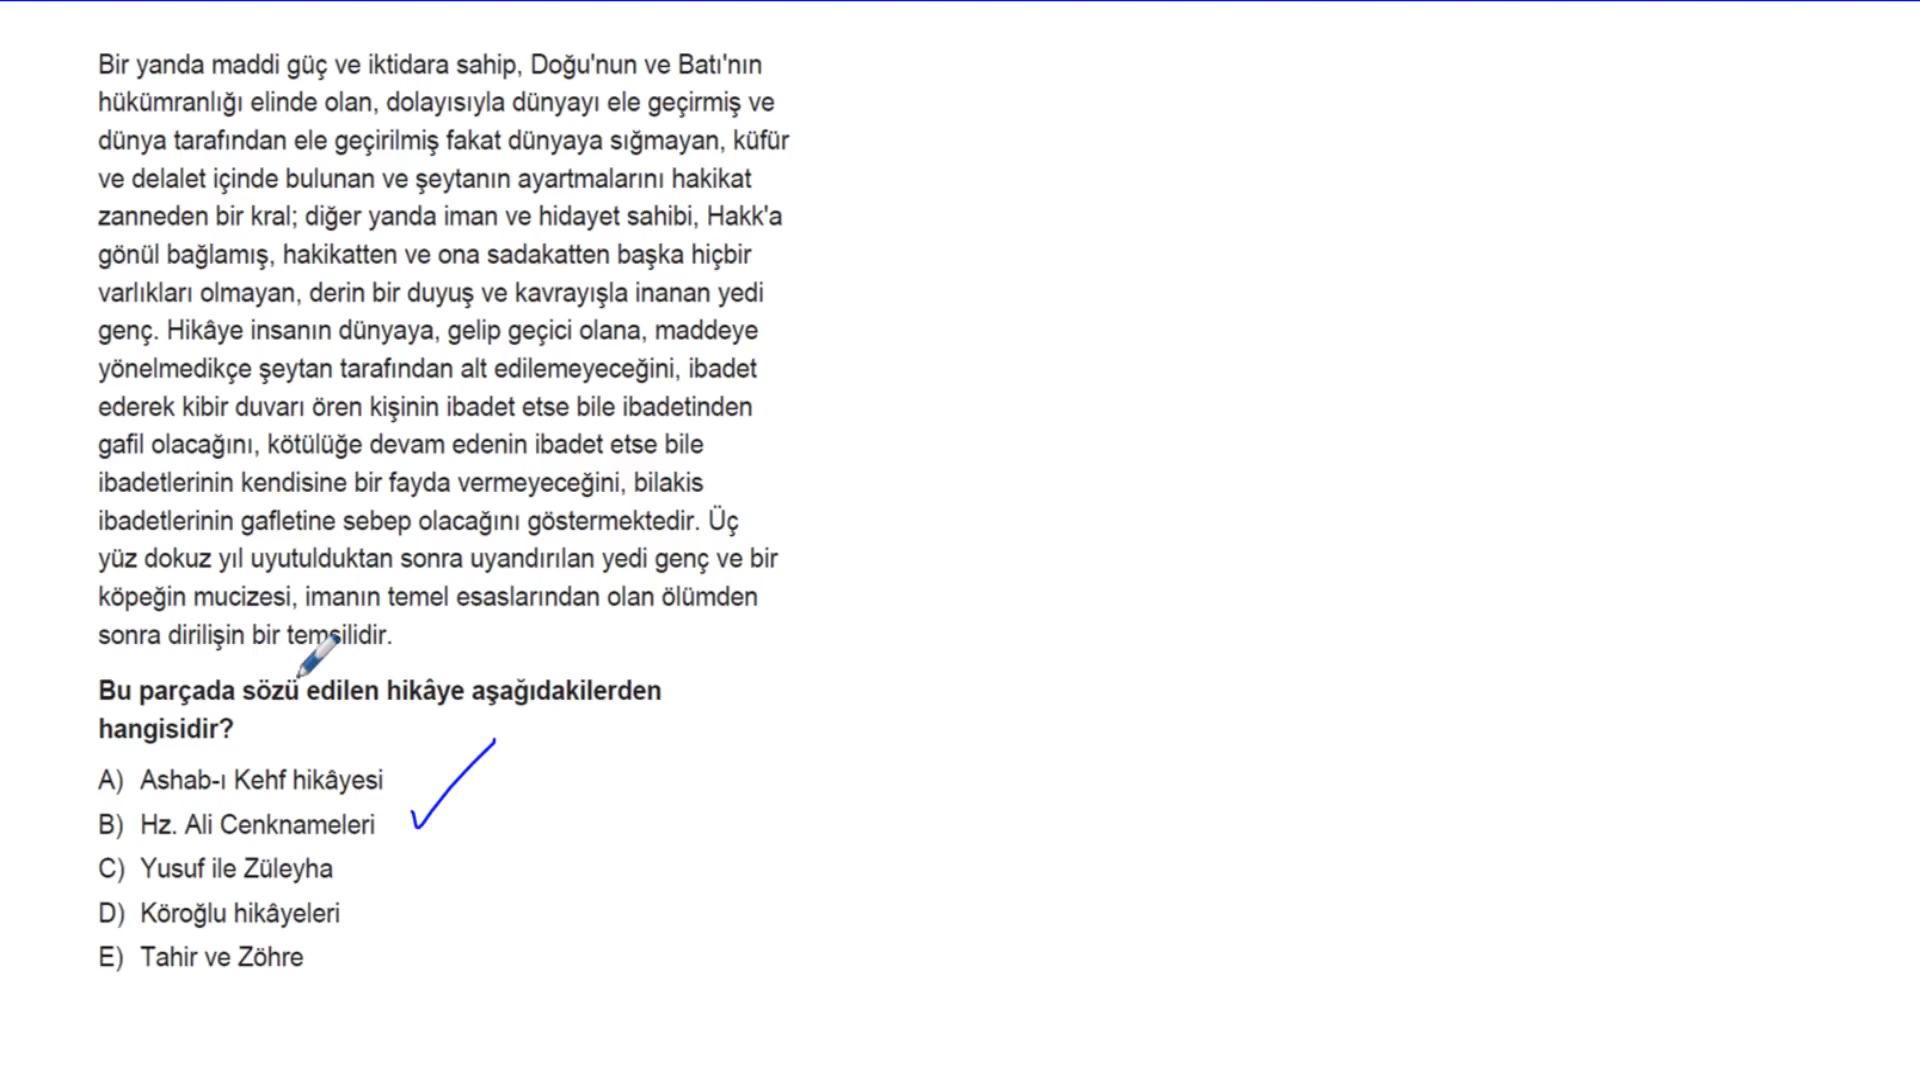 Bir yanda maddi güç ve iktidara sahip, Doğu'nun ve Batı'nın
hükümranlığı elinde olan, dolayısıyla dünyayı ele geçirmiş ve
dünya tarafından ele geçirilmiş fakat dünyaya sığmayan, küfür
ve delalet içinde bulunan ve şeytanın ayartmalarını hakikat
zanneden bir kral; diğer yanda iman ve hidayet sahibi, Hakk'a
gönül bağlamış, hakikatten ve ona sadakatten başka hiçbir
varlıkları olmayan, derin bir duyuş ve kavrayışla inanan yedi
genç. Hikâye insanın dünyaya, gelip geçici olana, maddeye
yönelmedikçe şeytan tarafından alt edilemeyeceğini, ibadet
ederek kibir duvarı ören kişinin ibadet etse bile ibadetinden
gafil olacağını, kötülüğe devam edenin ibadet etse bile
ibadetlerinin kendisine bir fayda vermeyeceğini, bilakis
ibadetlerinin gafletine sebep olacağını göstermektedir. Üç
yüz dokuz yıl uyutulduktan sonra uyandırılan yedi genç ve bir
köpeğin mucizesi, imanın temel esaslarından olan ölümden
sonra dirilişin bir temsilidir.
Bu parçada sözü edilen hikâye aşağıdakilerden
hangisidir?
A) Ashab-ı Kehf hikâyesi
B) Hz. Ali Cenknameleri
C) Yusuf ile Züleyha
D) Köroğlu hikâyeleri
E) Tahir ve Zöhre